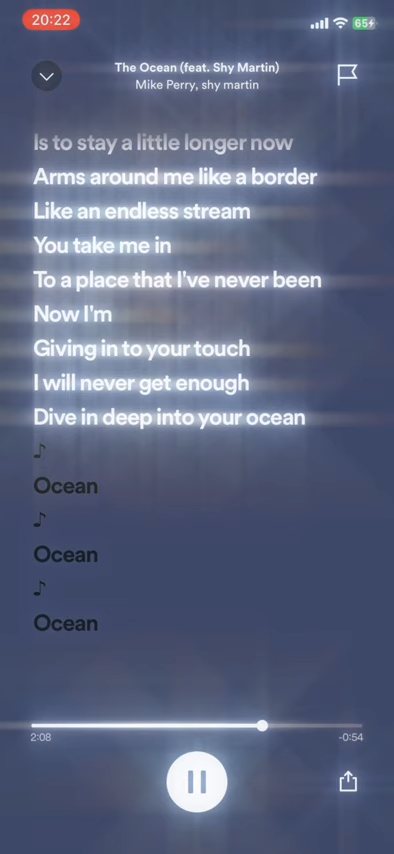 20:22
65
The Ocean (feat. Shy Martin)
Mike Perry, shy martin
Is to stay a little longer now
Arms around me like a border
Like an endless stream
You take me in
To a place that I've never been
Now I'm
Giving in to your touch
I will never get enough
Dive in deep into your ocean
♪
Ocean
♪
Ocean
♪
Ocean
2:08
-0:54